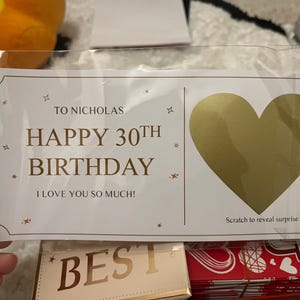 TO NICHOLAS
HAPPY 30TH
BIRTHDAY
I LOVE YOU SO MUCH!
Scratch to reveal surprise
BEST